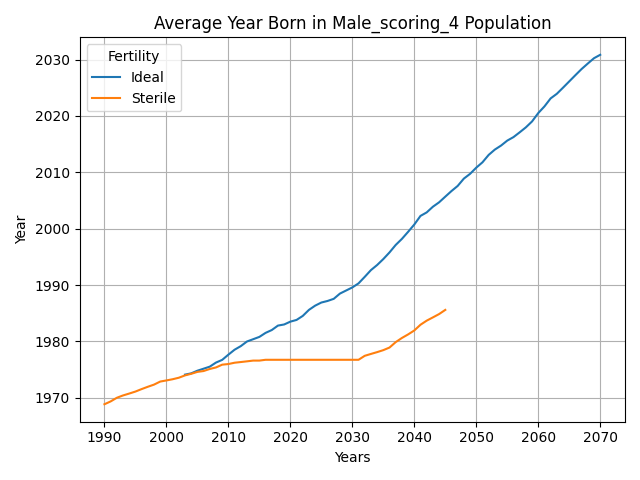 Average Year Born in Male_scoring_4 Population
Fertility
Ideal
Sterile
2030
2020
2010
2000
1990
1980
1970
Year
1990 2000 2010 2020 2030 2040 2050 2060 2070
Years